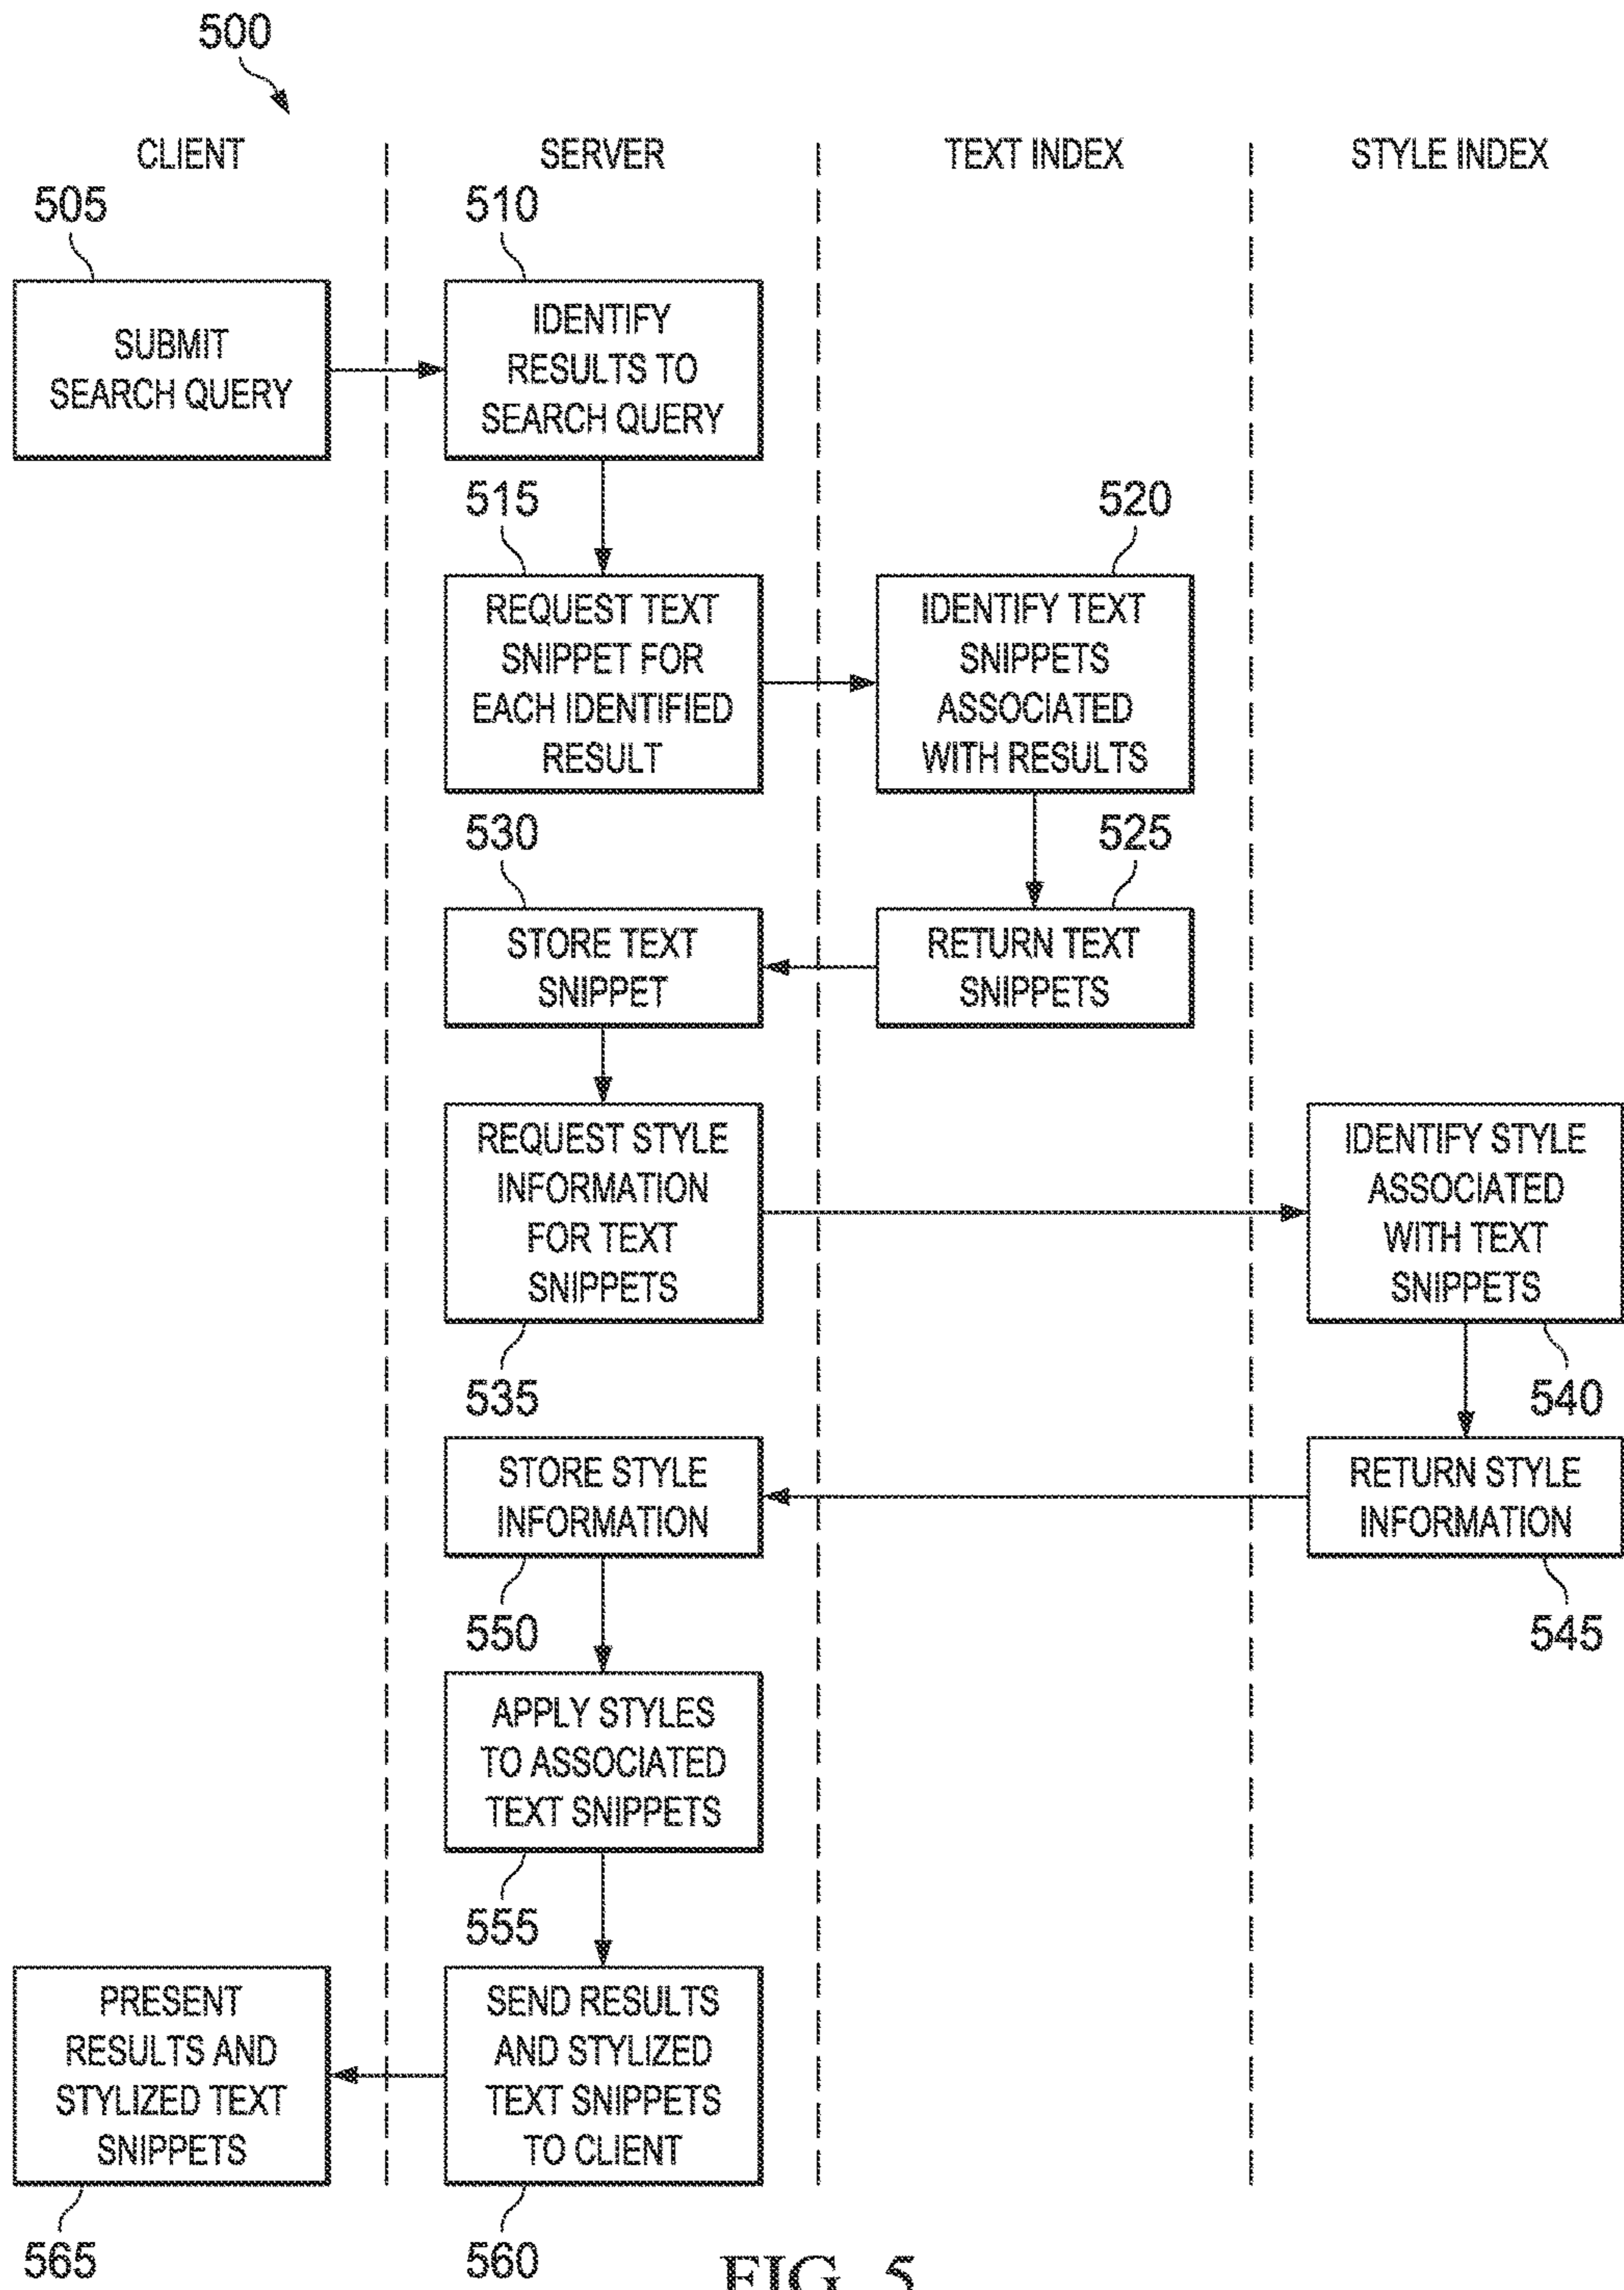 500
CLIENT
SERVER
TEXT INDEX
STYLE INDEX
505
SUBMIT
SEARCH QUERY
510
IDENTIFY
RESULTS TO
SEARCH QUERY
515
REQUEST TEXT
SNIPPET FOR
EACH IDENTIFIED
RESULT
520
IDENTIFY TEXT
SNIPPETS
ASSOCIATED
WITH RESULTS
530
STORE TEXT
SNIPPET
525
RETURN TEXT
SNIPPETS
REQUEST STYLE
INFORMATION
FOR TEXT
SNIPPETS
535
IDENTIFY STYLE
ASSOCIATED
WITH TEXT
SNIPPETS
540
STORE STYLE
INFORMATION
550
RETURN STYLE
INFORMATION
545
APPLY STYLES
TO ASSOCIATED
TEXT SNIPPETS
555
PRESENT
RESULTS AND
STYLIZED TEXT
SNIPPETS
565
SEND RESULTS
AND STYLIZED
TEXT SNIPPETS
TO CLIENT
560
FIG. 5